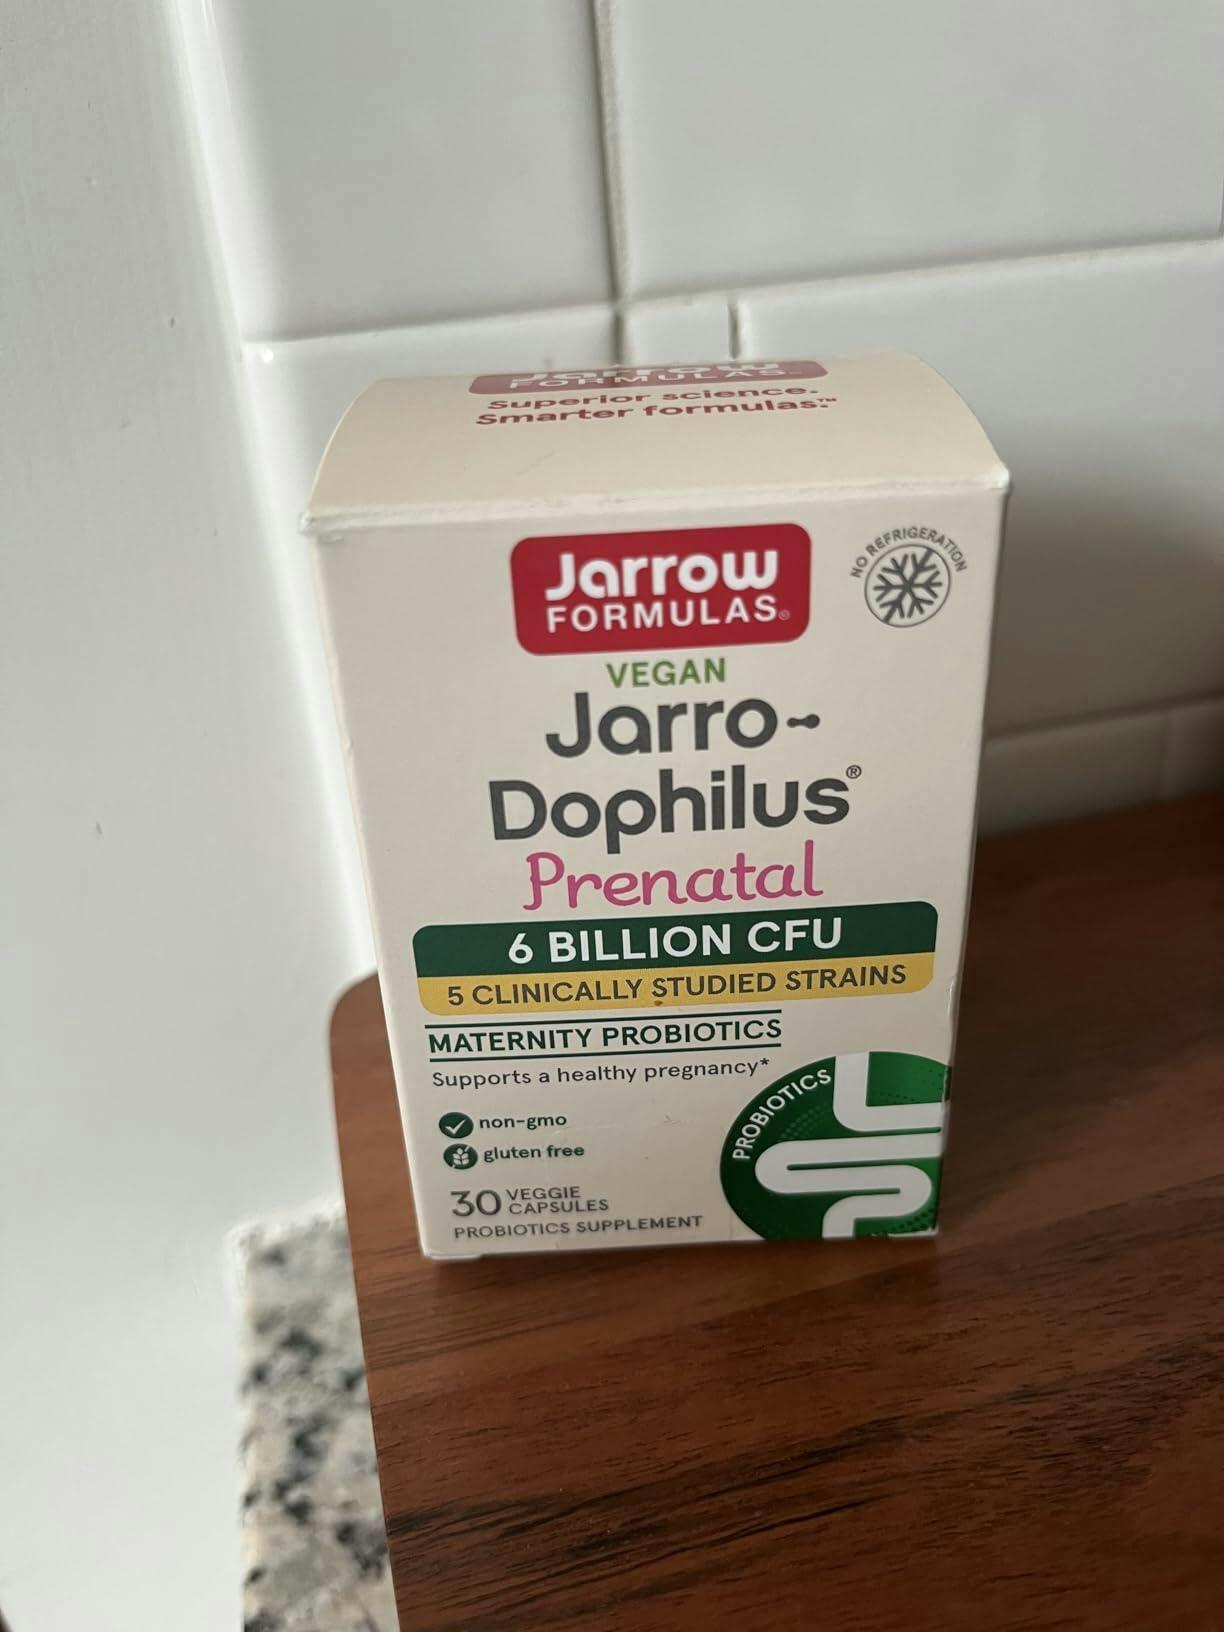 Jarrow
FORMULAS
Superior science.
Smarter formulas.™
Jarrow
FORMULAS®
NO REFRIGERATION
VEGAN
Jarro-
Dophilus®
Prenatal
6 BILLION CFU
5 CLINICALLY STUDIED STRAINS
MATERNITY PROBIOTICS
Supports a healthy pregnancy*
PROBIOTICS
non-gmo
gluten free
30 VEGGIE
CAPSULES
PROBIOTICS SUPPLEMENT